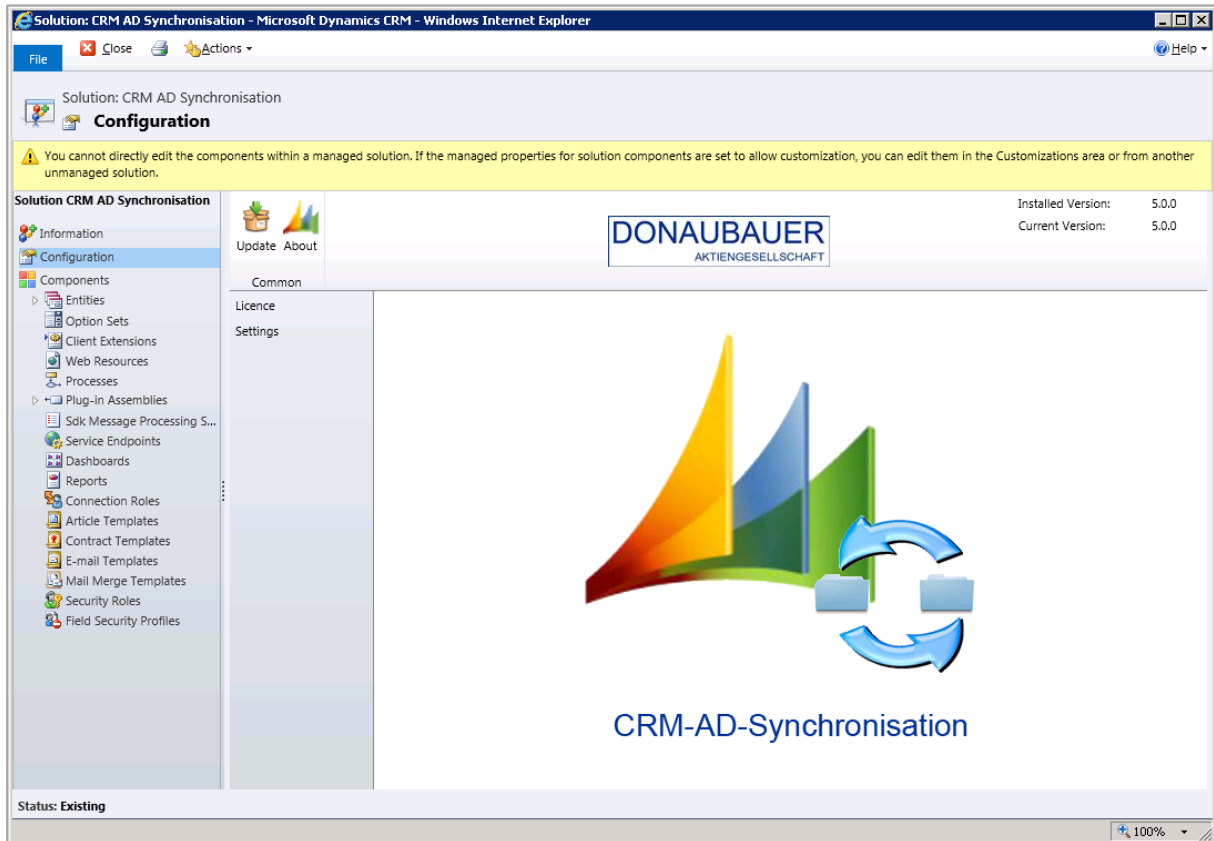 Solution: CRM AD Synchronisation - Microsoft Dynamics CRM - Windows Internet Explorer
File
Close
Actions
Help
Solution: CRM AD Synchronisation
Configuration
You cannot directly edit the components within a managed solution. If the managed properties for solution components are set to allow customization, you can edit them in the Customizations area or from another
unmanaged solution.
Solution CRM AD Synchronisation
Information
Configuration
Components
Entities
Option Sets
Client Extensions
Web Resources
Processes
Plug-in Assemblies
Sdk Message Processing S...
Service Endpoints
Dashboards
Reports
Connection Roles
Article Templates
Contract Templates
E-mail Templates
Mail Merge Templates
Security Roles
Field Security Profiles
Update About
Common
DONAUBAUER
AKTIENGESELLSCHAFT
Installed Version: 5.0.0
Current Version: 5.0.0
Licence
Settings
CRM-AD-Synchronisation
Status: Existing
100%